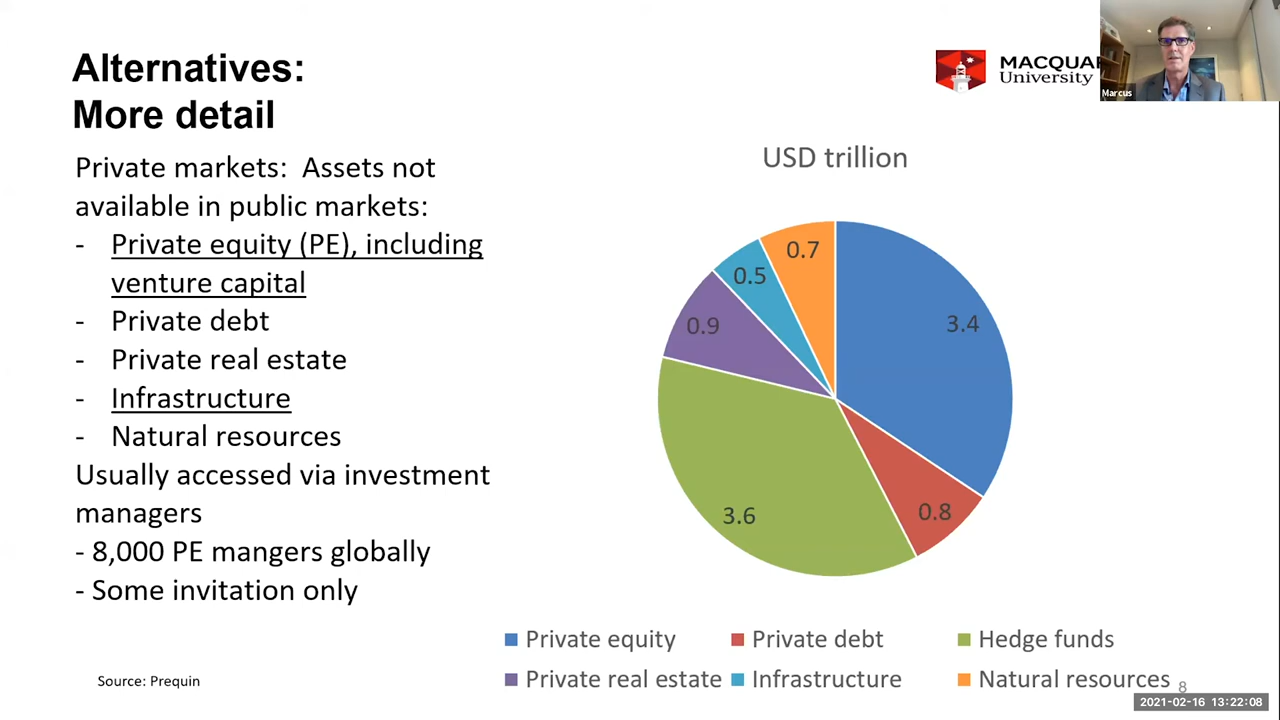 Alternatives:
More detail
MACQUAR
University
Marcus
Private markets:  Assets not
available in public markets:
- Private equity (PE), including
venture capital
- Private debt
- Private real estate
- Infrastructure
- Natural resources
Usually accessed via investment
managers
- 8,000 PE mangers globally
- Some invitation only
Source: Prequin
USD trillion
0.7
0.5
3.4
0.9
3.6
0.8
Private equity
Private debt
Hedge funds
Private real estate
Infrastructure
Natural resources
8
2021-02-16 13:22:08